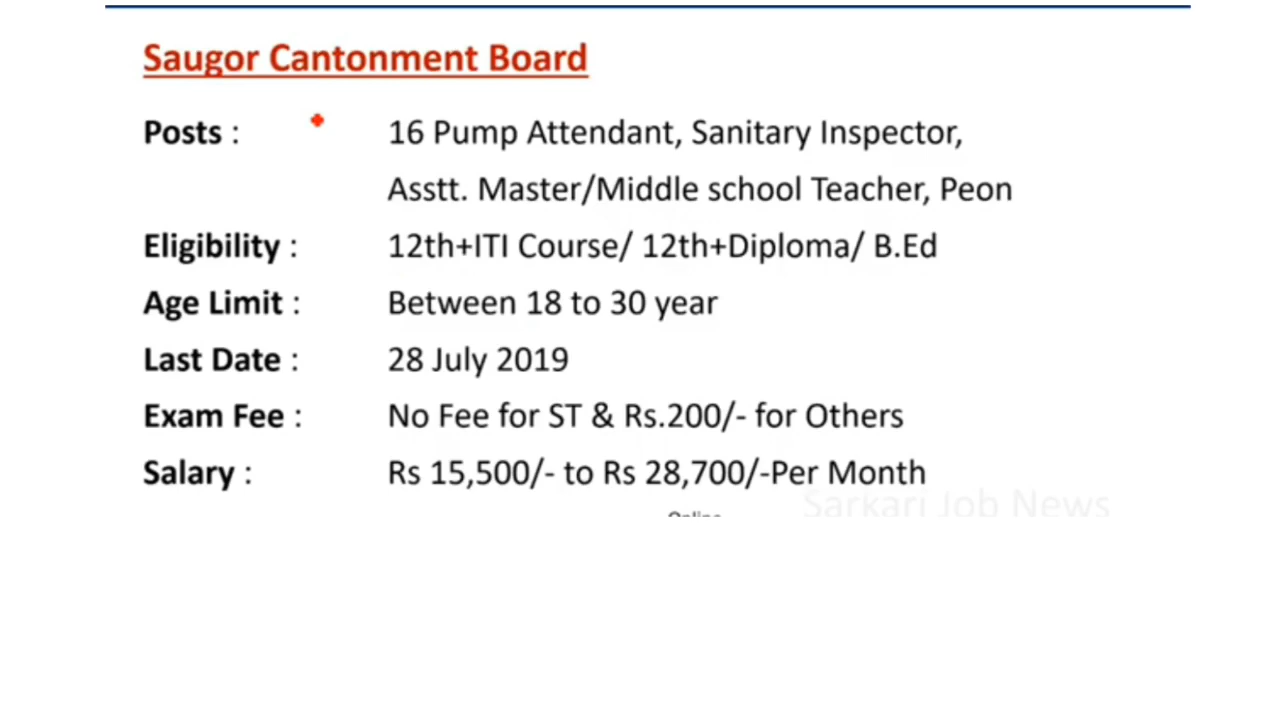 Saugor Cantonment Board
Posts : 16 Pump Attendant, Sanitary Inspector,
Asstt. Master/Middle school Teacher, Peon
Eligibility : 12th+ITI Course/ 12th+Diploma/ B.Ed
Age Limit : Between 18 to 30 year
Last Date : 28 July 2019
Exam Fee : No Fee for ST & Rs.200/- for Others
Salary : Rs 15,500/- to Rs 28,700/-Per Month
Sarkari Job News